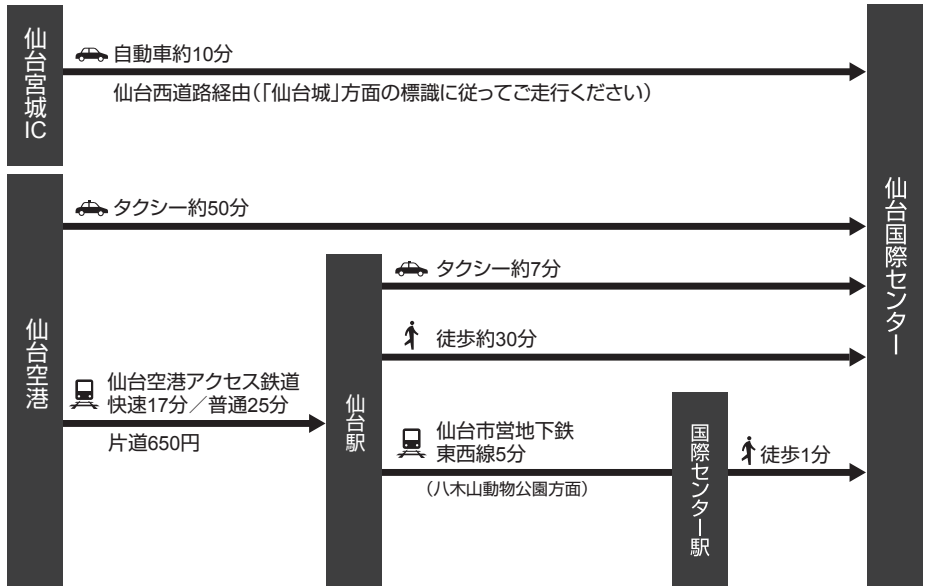 仙台宮城IC
自動車約10分
仙台西道路経由(「仙台城」方面の標識に従ってご走行ください)
仙台空港
タクシー約50分
仙台空港アクセス鉄道
快速17分／普通25分
片道650円
仙台駅
タクシー約7分
徒歩約30分
仙台市営地下鉄
東西線5分
(八木山動物公園方面)
国際センター駅
徒歩1分
仙台国際センター